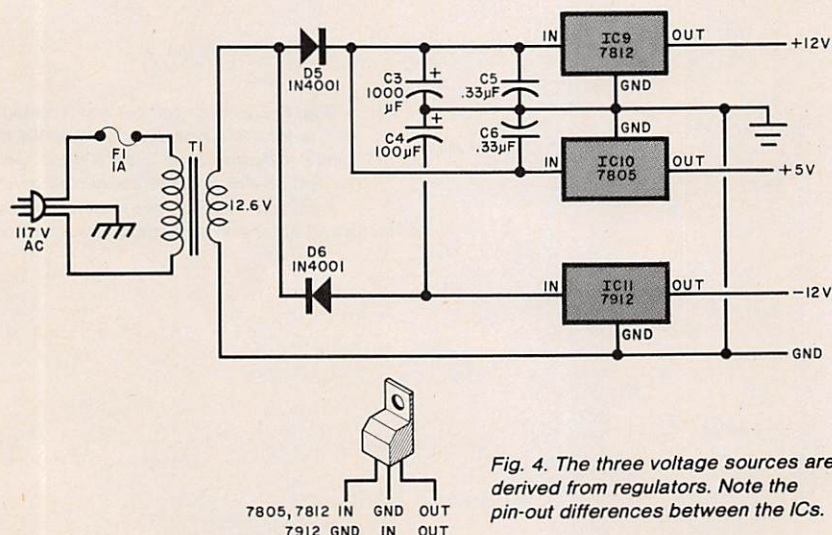 IN
IC9
7812
OUT
+12V
GND
D5
1N4001
C3
1000
µF
+
C5
.33µF
C4
100µF
+
C6
.33µF
GND
IN
IC10
7805
OUT
+5V
F1
1A
T1
12.6V
117 V
AC
D6
1N4001
IN
IC11
7912
OUT
-12V
GND
GND
7805, 7812 IN GND OUT
7912 GND IN OUT
Fig. 4. The three voltage sources are
derived from regulators. Note the
pin-out differences between the ICs.